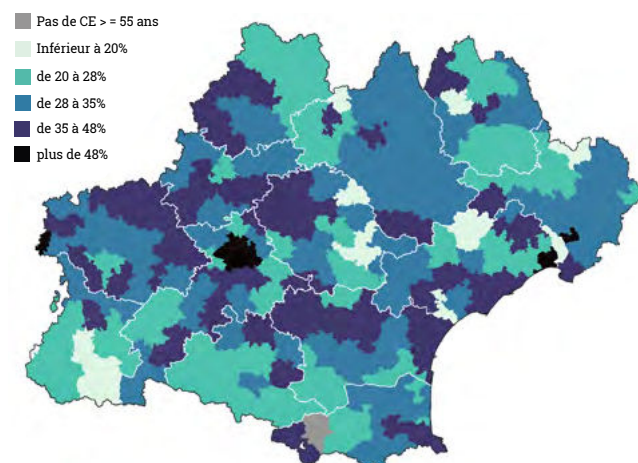 Pas de CE > = 55 ans
Inférieur à 20%
de 20 à 28%
de 28 à 35%
de 35 à 48%
plus de 48%